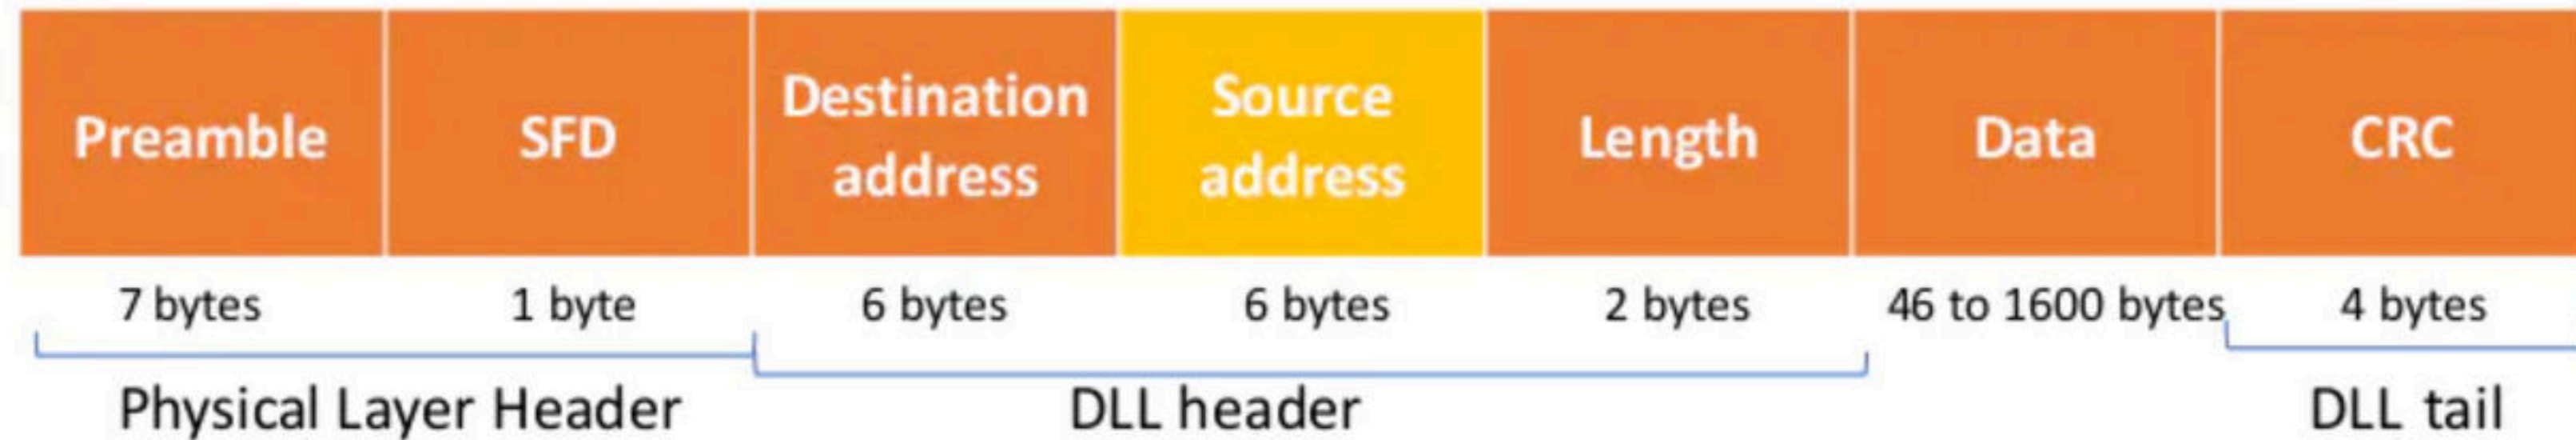 Preamble
SFD
Destination
address
Source
address
Length
Data
CRC
7 bytes
1 byte
6 bytes
6 bytes
2 bytes
46 to 1600 bytes
4 bytes
Physical Layer Header
DLL header
DLL tail